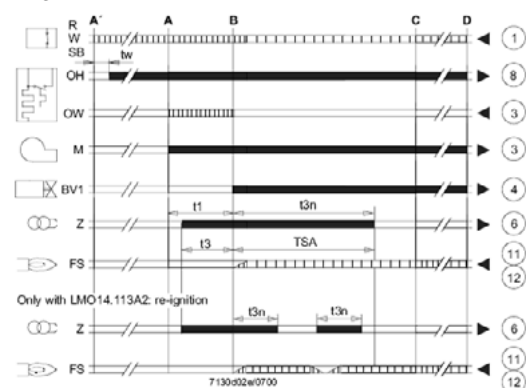 A' A B C D
R
W 1
SB tw
OH 8
OW 3
M 3
BV1 4
t1 t3n
Z 6
t3 TSA
FS 11
12
Only with LMO14.113A2: re-ignition
t3n t3n
Z 6
FS 11
7130d02e/0700 12